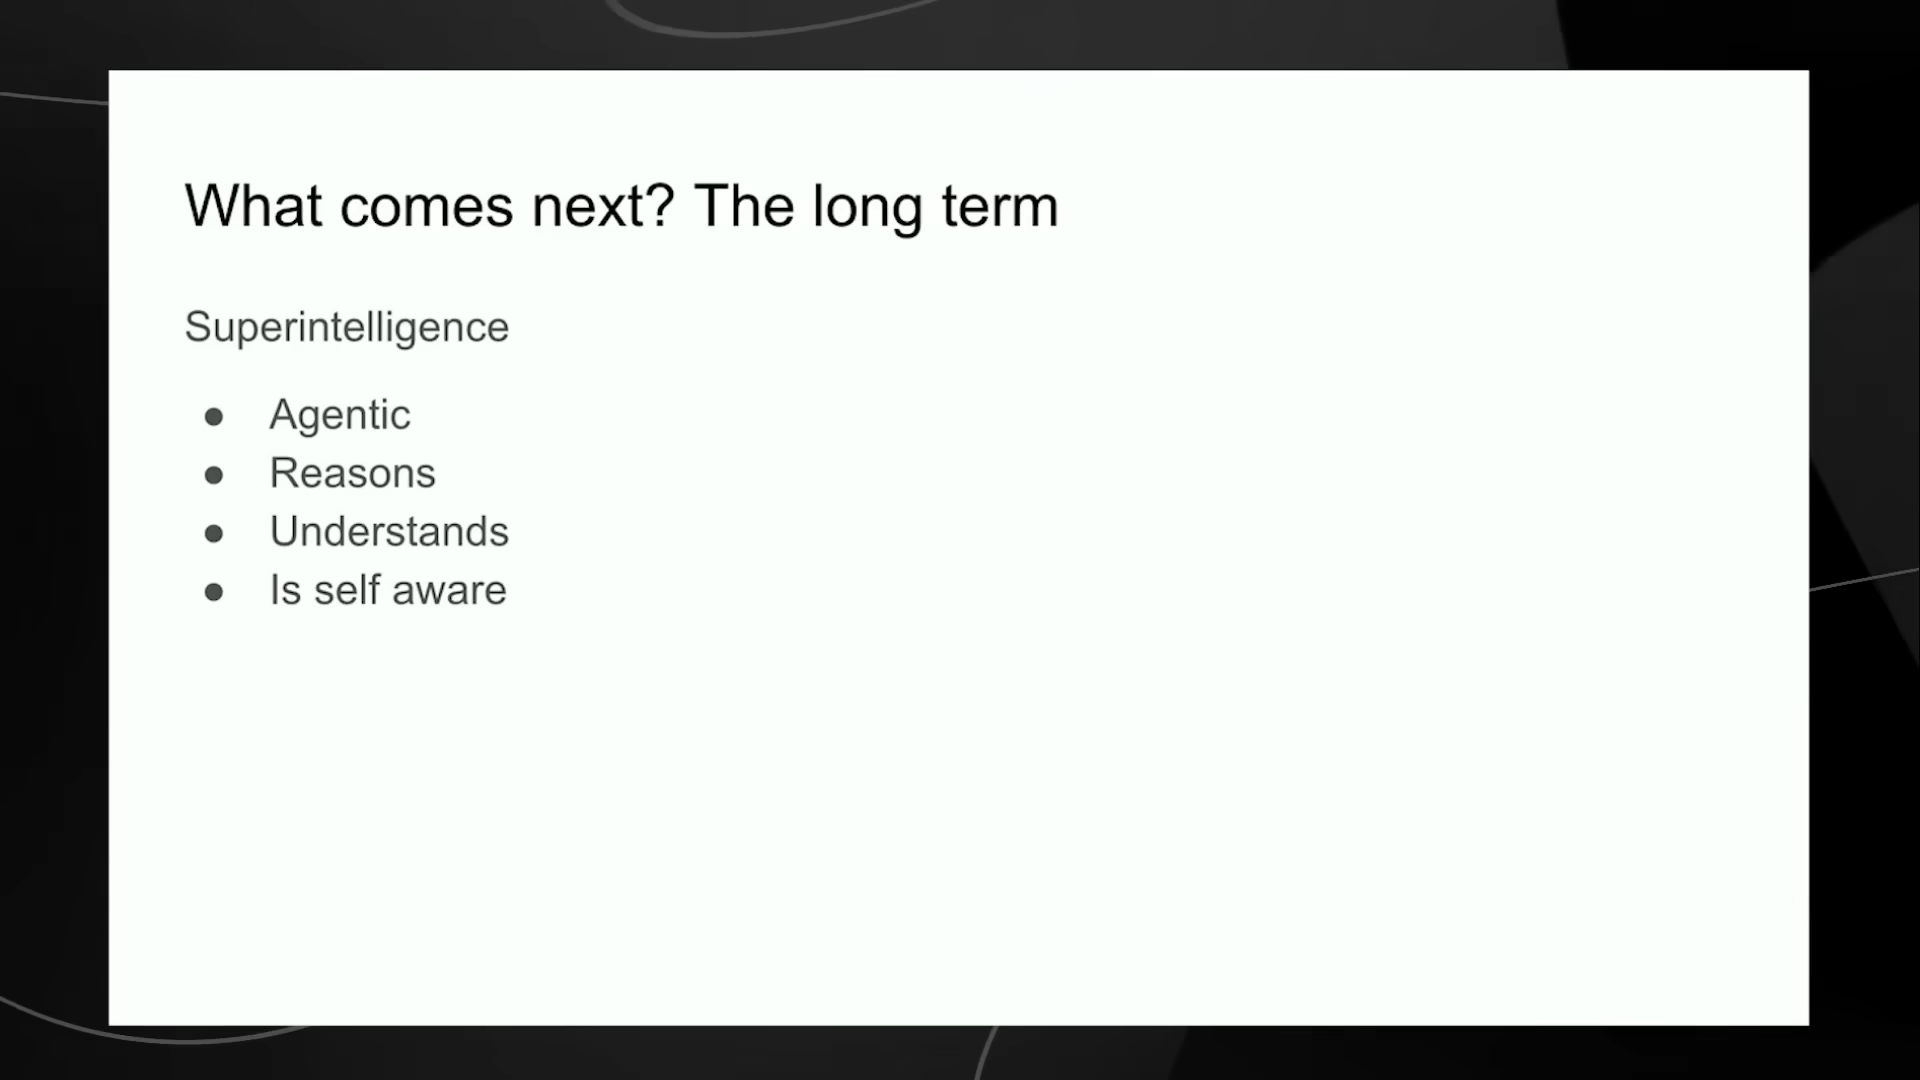 What comes next? The long term
Superintelligence
● Agentic
● Reasons
● Understands
● Is self aware